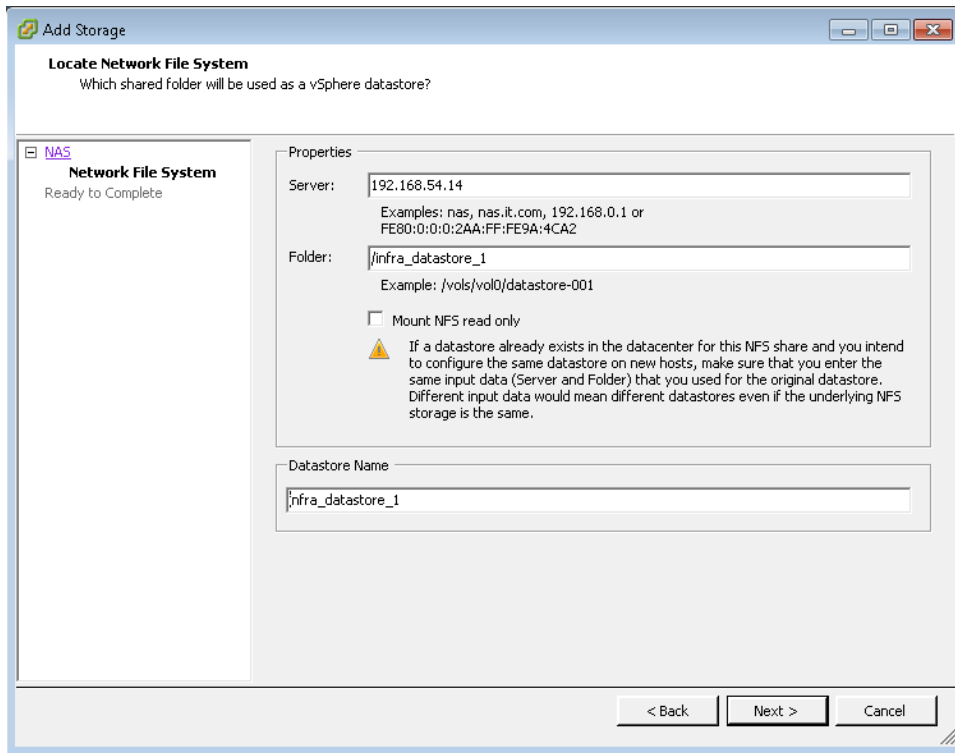 Add Storage
Locate Network File System
Which shared folder will be used as a vSphere datastore?
NAS
Network File System
Ready to Complete
Properties
Server:
192.168.54.14
Examples: nas, nas.it.com, 192.168.0.1 or
FE80:0:0:0:2AA:FF:FE9A:4CA2
Folder:
/infra_datastore_1
Example: /vols/vol0/datastore-001
Mount NFS read only
If a datastore already exists in the datacenter for this NFS share and you intend
to configure the same datastore on new hosts, make sure that you enter the
same input data (Server and Folder) that you used for the original datastore.
Different input data would mean different datastores even if the underlying NFS
storage is the same.
Datastore Name
infra_datastore_1
< Back
Next >
Cancel